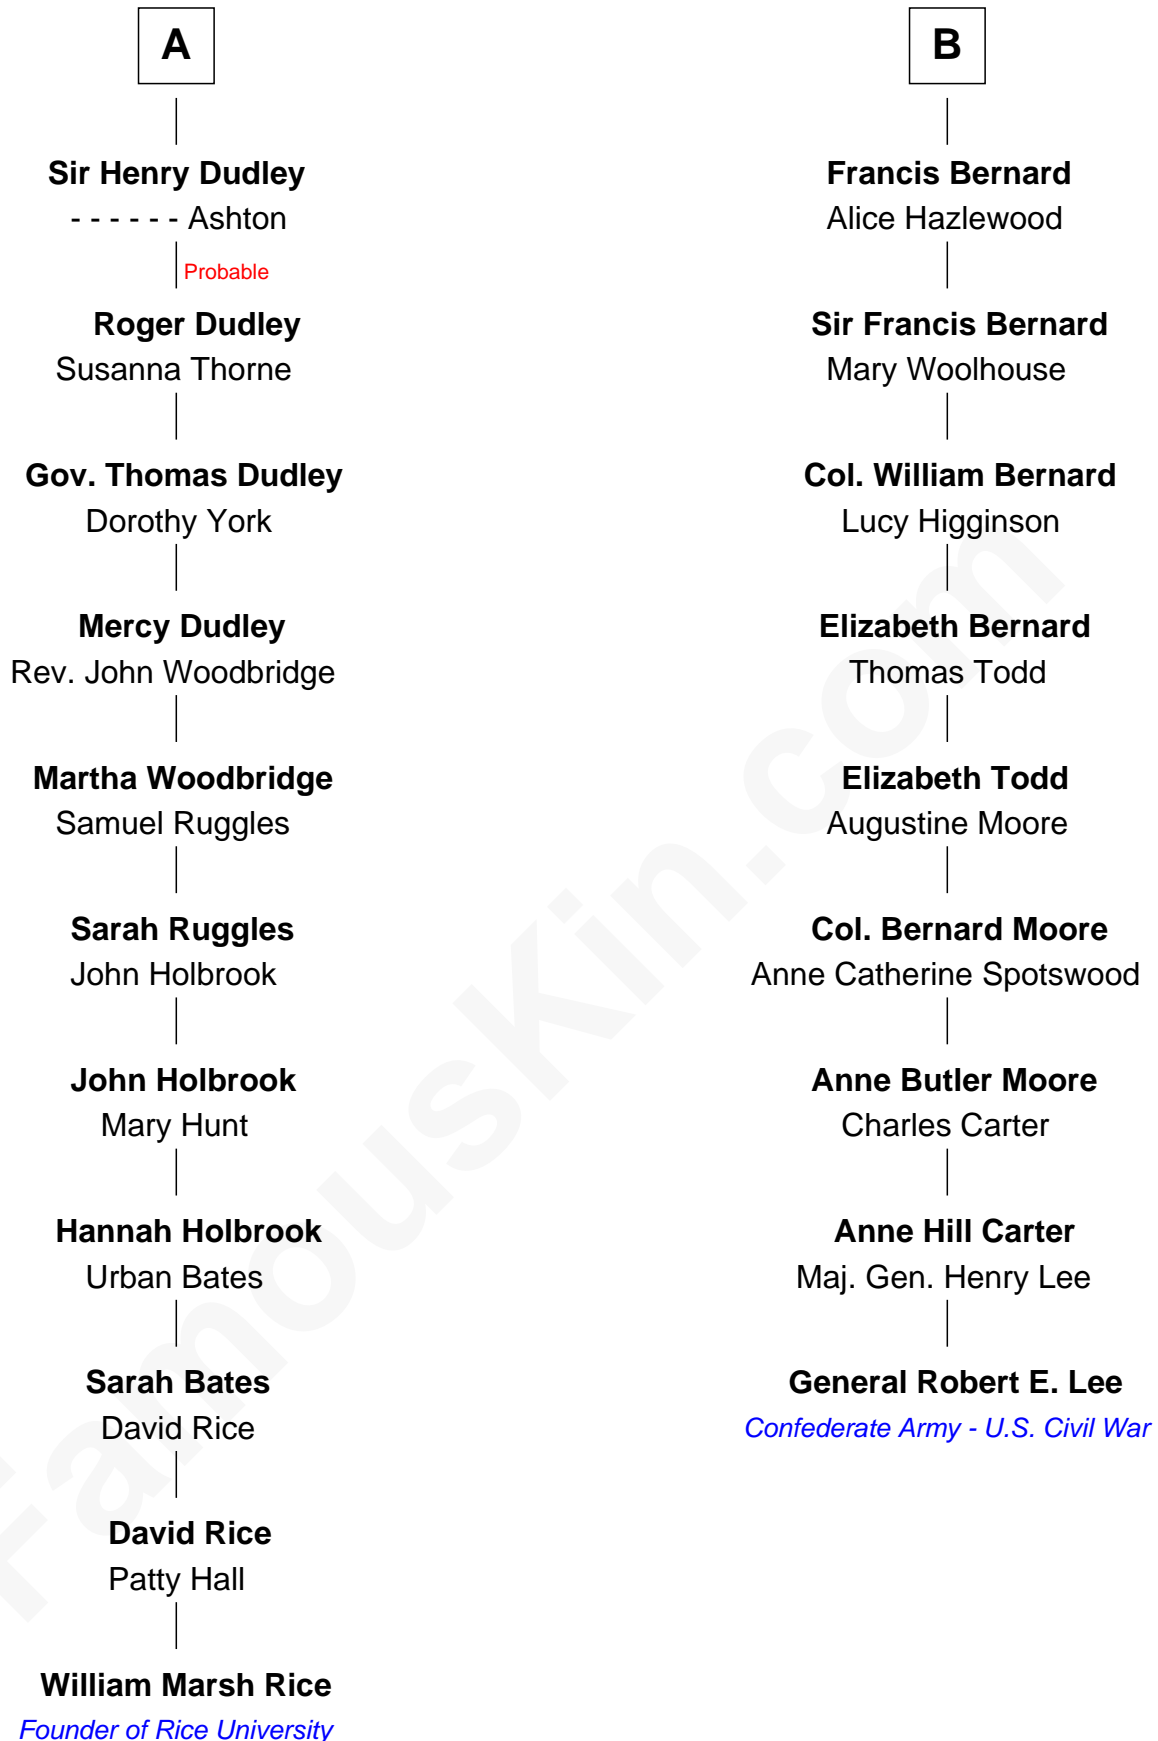 A
Sir Henry Dudley
- - - - - - Ashton
Probable
Roger Dudley
Susanna Thorne
Gov. Thomas Dudley
Dorothy York
Mercy Dudley
Rev. John Woodbridge
Martha Woodbridge
Samuel Ruggles
Sarah Ruggles
John Holbrook
John Holbrook
Mary Hunt
Hannah Holbrook
Urban Bates
Sarah Bates
David Rice
David Rice
Patty Hall
William Marsh Rice
Founder of Rice University
B
Francis Bernard
Alice Hazlewood
Sir Francis Bernard
Mary Woolhouse
Col. William Bernard
Lucy Higginson
Elizabeth Bernard
Thomas Todd
Elizabeth Todd
Augustine Moore
Col. Bernard Moore
Anne Catherine Spotswood
Anne Butler Moore
Charles Carter
Anne Hill Carter
Maj. Gen. Henry Lee
General Robert E. Lee
Confederate Army - U.S. Civil War
FamousKin.com